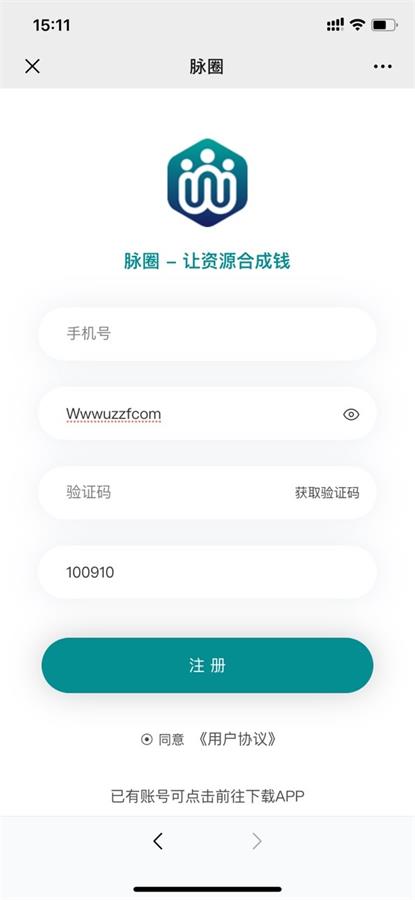 15:11
脉圈
脉圈 – 让资源合成钱
手机号
Wwwuzzfcom
验证码 获取验证码
100910
注 册
同意 《用户协议》
已有账号可点击前往下载APP